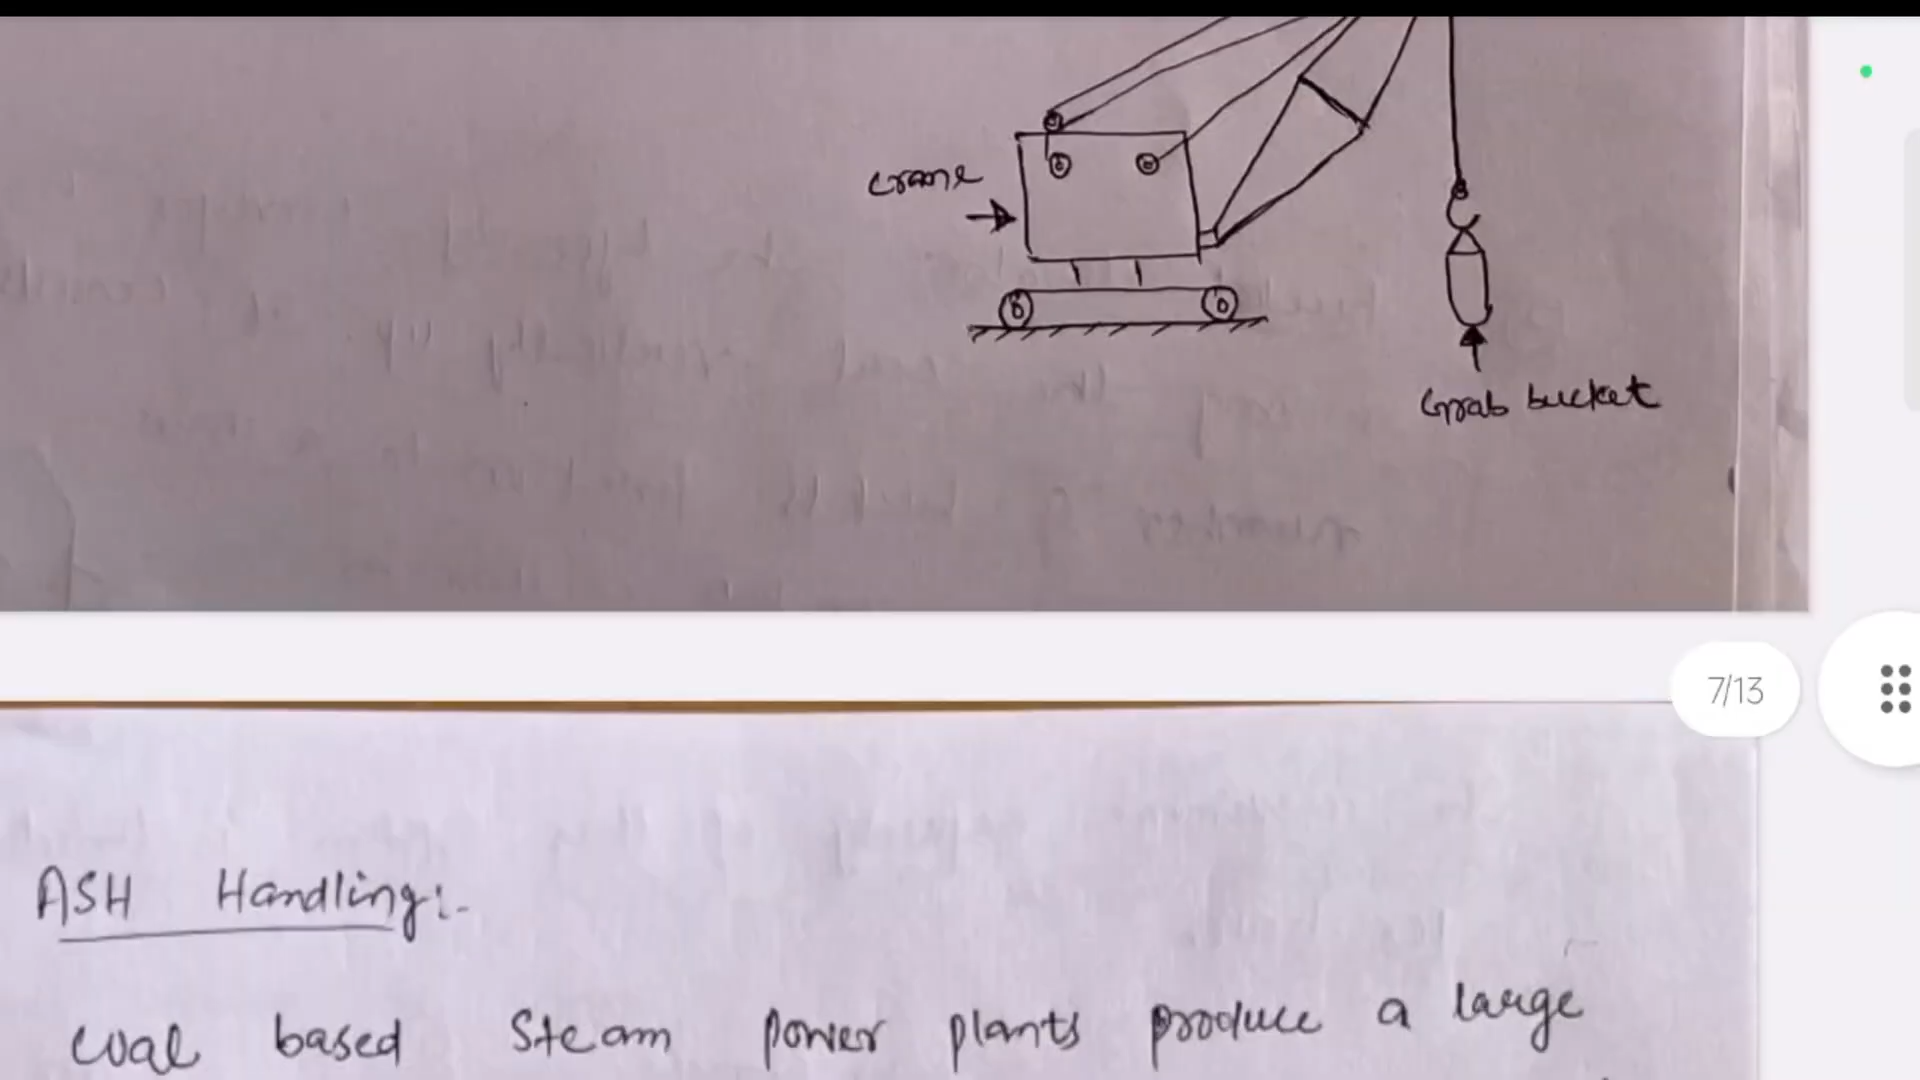 crane
Grab bucket
7/13
ASH Handling:-
coal based Steam power plants produce a large